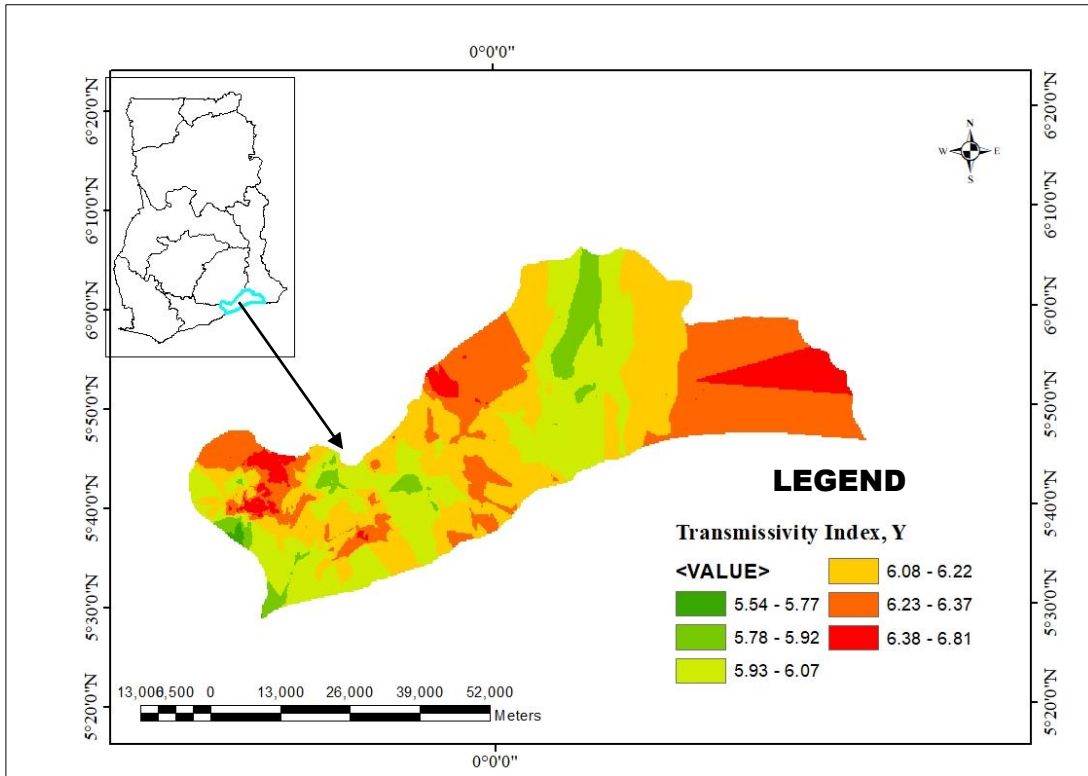 0°0'0"
6°20'0"N
6°20'0"N
6°10'0"N
6°10'0"N
6°0'0"N
6°0'0"N
5°50'0"N
5°50'0"N
5°40'0"N
5°40'0"N
5°30'0"N
5°30'0"N
5°20'0"N
5°20'0"N
N
W E
S
LEGEND
Transmissivity Index, Y
<VALUE>
5.54 - 5.77
5.78 - 5.92
5.93 - 6.07
6.08 - 6.22
6.23 - 6.37
6.38 - 6.81
13,000 6,500 0 13,000 26,000 39,000 52,000
Meters
0°0'0"